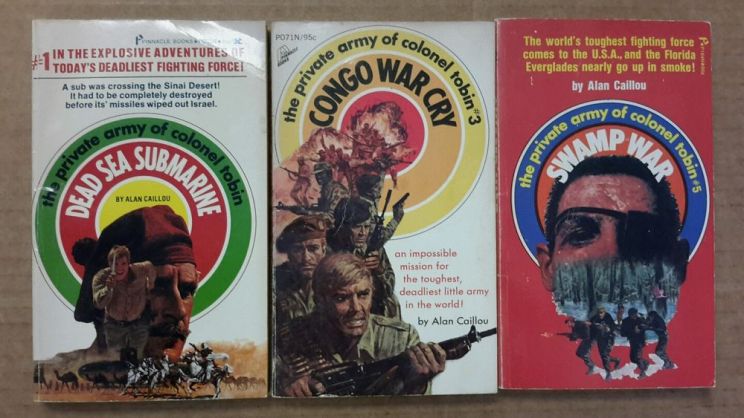 PINNACLE BOOKS
#1 IN THE EXPLOSIVE ADVENTURES OF
TODAY'S DEADLIEST FIGHTING FORCE!
A sub was crossing the Sinai Desert!
It had to be completely destroyed
before its' missiles wiped out Israel.
the private army of colonel tobin
DEAD SEA SUBMARINE
BY ALAN CAILLOU
P071N/95c
the private army of colonel tobin #3
CONGO WAR CRY
an impossible
mission for
the toughest,
deadliest little army
in the world!
by Alan Caillou
The world's toughest fighting force
comes to the U.S.A., and the Florida
Everglades nearly go up in smoke!
by Alan Caillou
the private army of colonel tobin #5
SWAMP WAR